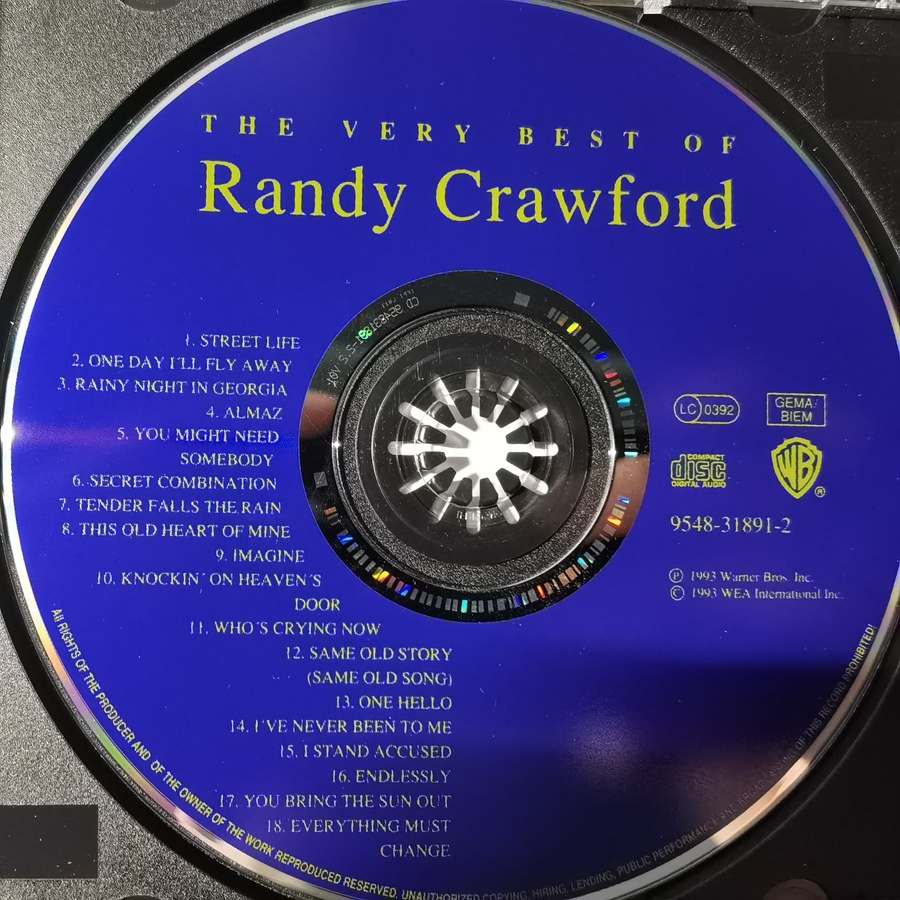 THE VERY BEST OF
Randy Crawford
1. STREET LIFE
2. ONE DAY I'LL FLY AWAY
3. RAINY NIGHT IN GEORGIA
4. ALMAZ
5. YOU MIGHT NEED
SOMEBODY
6. SECRET COMBINATION
7. TENDER FALLS THE RAIN
8. THIS OLD HEART OF MINE
9. IMAGINE
10. KNOCKIN' ON HEAVEN'S
DOOR
11. WHO'S CRYING NOW
12. SAME OLD STORY
(SAME OLD SONG)
13. ONE HELLO
14. I'VE NEVER BEEN TO ME
15. I STAND ACCUSED
16. ENDLESSLY
17. YOU BRING THE SUN OUT
18. EVERYTHING MUST
CHANGE
LC 0392
GEMA/
BIEM
COMPACT
disc
DIGITAL AUDIO
WB
®
9548-31891-2
℗ 1993 Warner Bros. Inc.
© 1993 WEA International Inc.
All RIGHTS OF THE PRODUCER AND OF THE OWNER OF THE WORK REPRODUCED RESERVED. UNAUTHORIZED COPYING, HIRING, LENDING, PUBLIC PERFORMANCE AND OF THIS RECORD PROHIBITED!